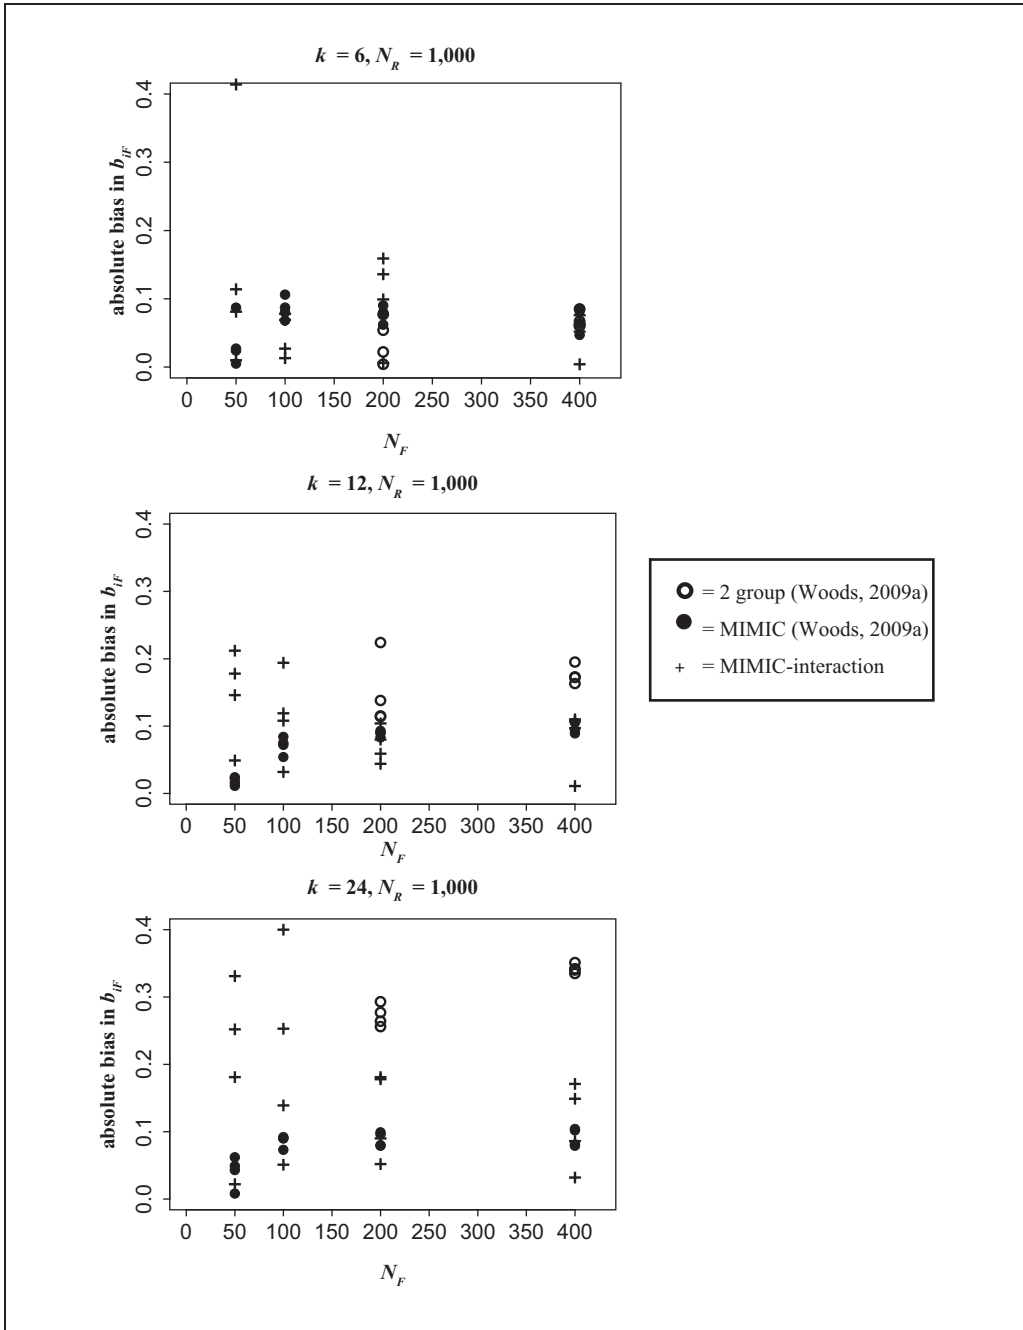 k = 6, N_R = 1,000
absolute bias in b_iF
0.4
0.3
0.2
0.1
0.0
0 50 100 150 200 250 300 350 400
N_F
k = 12, N_R = 1,000
absolute bias in b_iF
0.4
0.3
0.2
0.1
0.0
0 50 100 150 200 250 300 350 400
N_F
= 2 group (Woods, 2009a)
= MIMIC (Woods, 2009a)
+ = MIMIC-interaction
k = 24, N_R = 1,000
absolute bias in b_iF
0.4
0.3
0.2
0.1
0.0
0 50 100 150 200 250 300 350 400
N_F